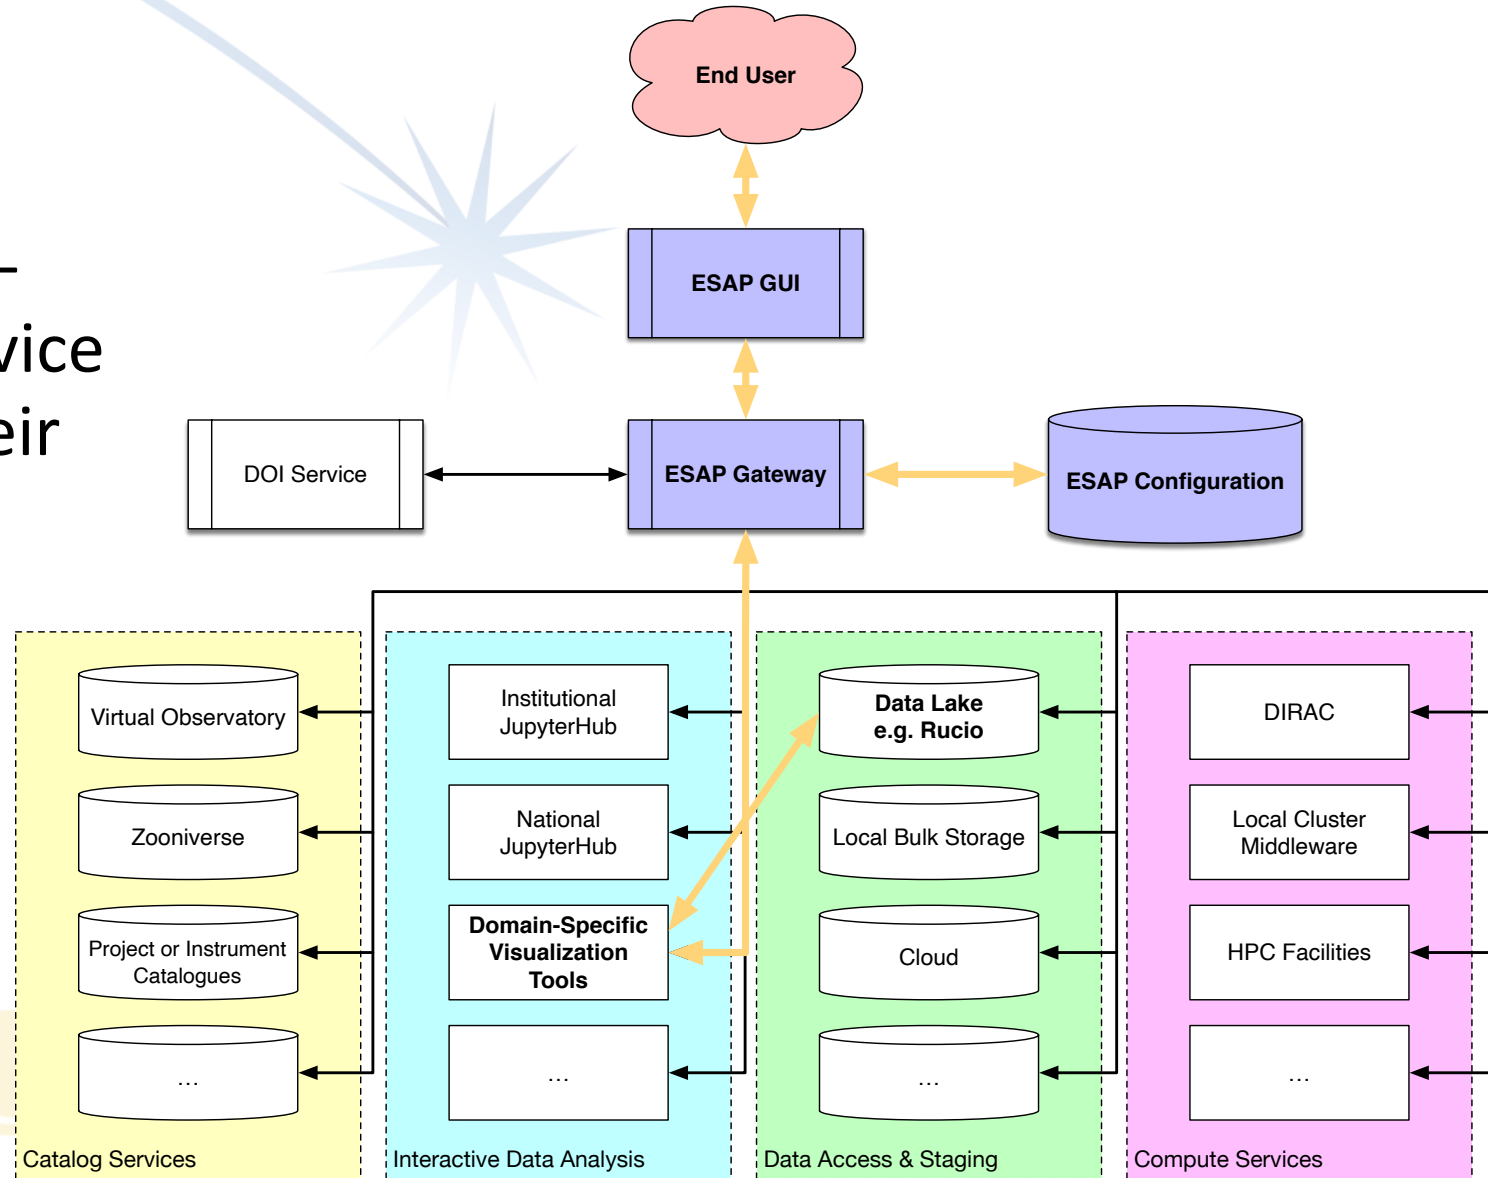 End User
ESAP GUI
vice
eir
DOI Service
ESAP Gateway
ESAP Configuration
Virtual Observatory
Zooniverse
Project or Instrument
Catalogues
...
Catalog Services
Institutional
JupyterHub
National
JupyterHub
Domain-Specific
Visualization
Tools
...
Interactive Data Analysis
Data Lake
e.g. Rucio
Local Bulk Storage
Cloud
...
Data Access & Staging
DIRAC
Local Cluster
Middleware
HPC Facilities
...
Compute Services